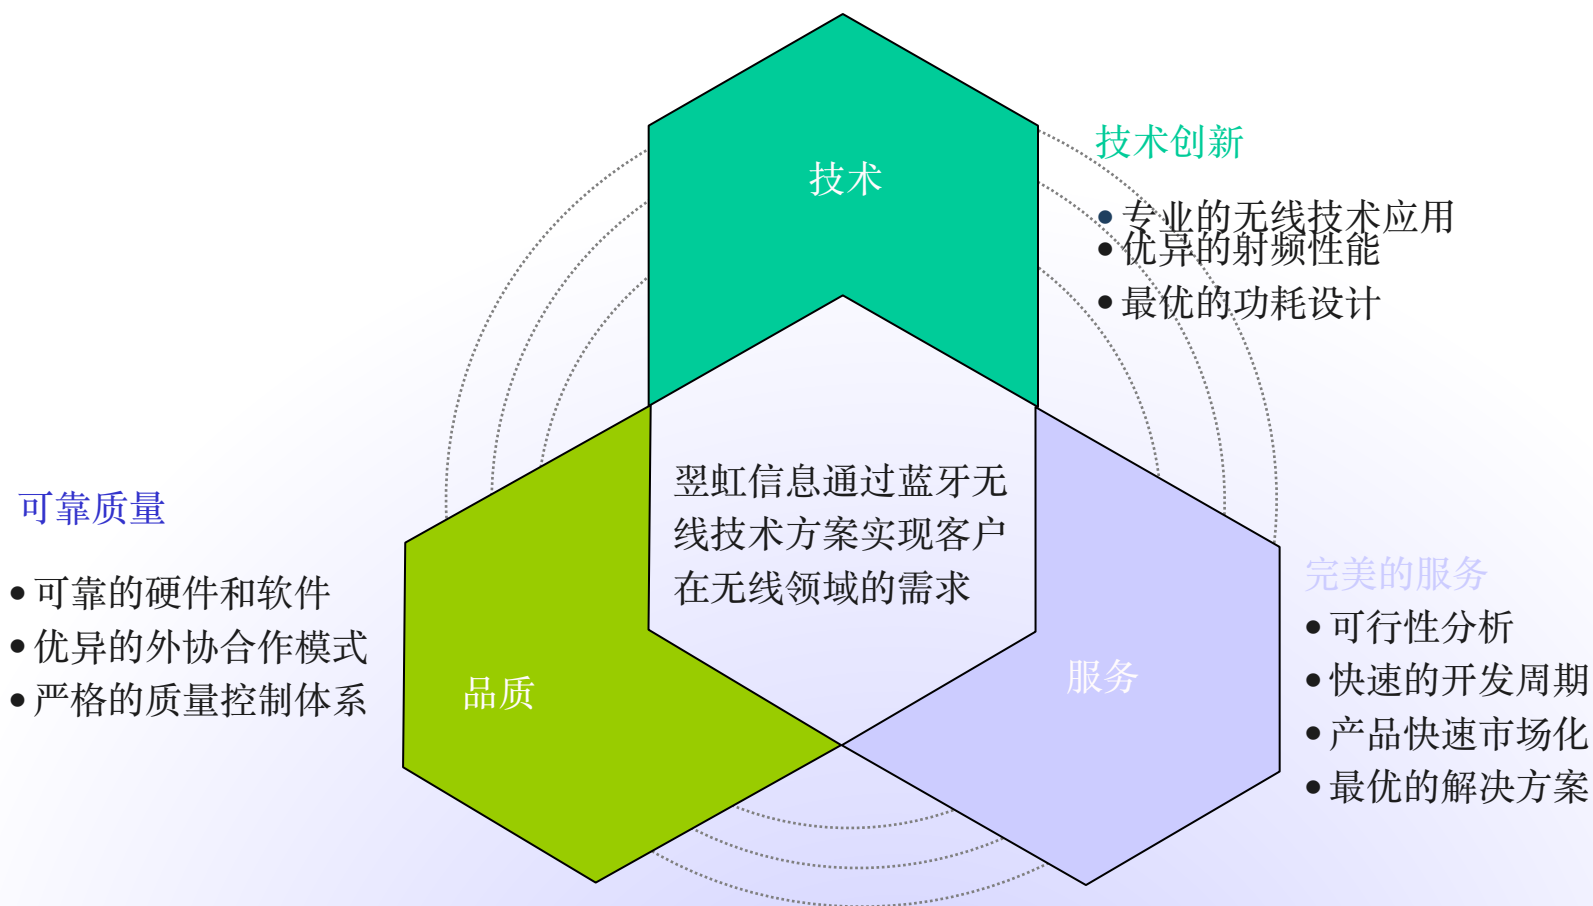 技术
技术创新
专业的无线技术应用
优异的射频性能
最优的功耗设计
翌虹信息通过蓝牙无
线技术方案实现客户
在无线领域的需求
可靠质量
可靠的硬件和软件
优异的外协合作模式
严格的质量控制体系
品质
服务
完美的服务
可行性分析
快速的开发周期
产品快速市场化
最优的解决方案